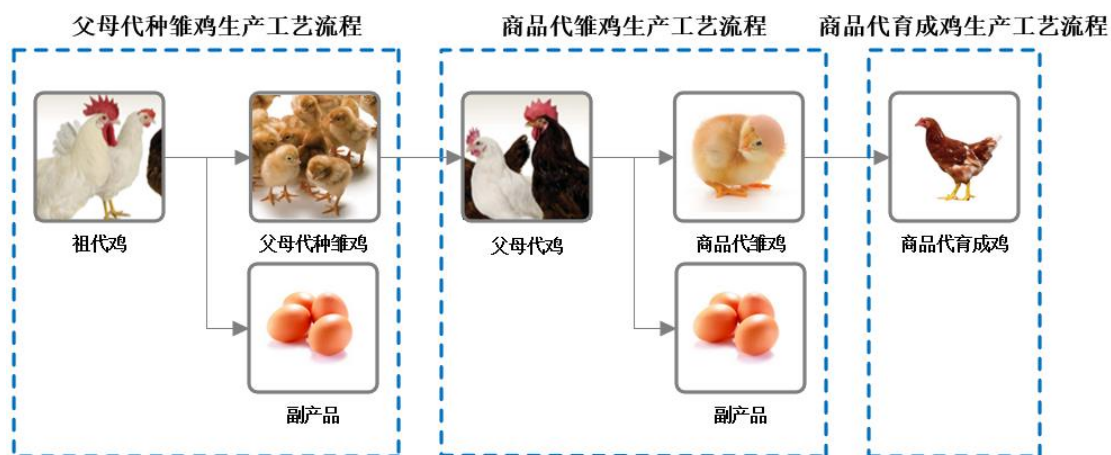 父母代种雏鸡生产工艺流程
商品代雏鸡生产工艺流程
商品代育成鸡生产工艺流程
祖代鸡
父母代种雏鸡
父母代鸡
商品代雏鸡
商品代育成鸡
副产品
副产品